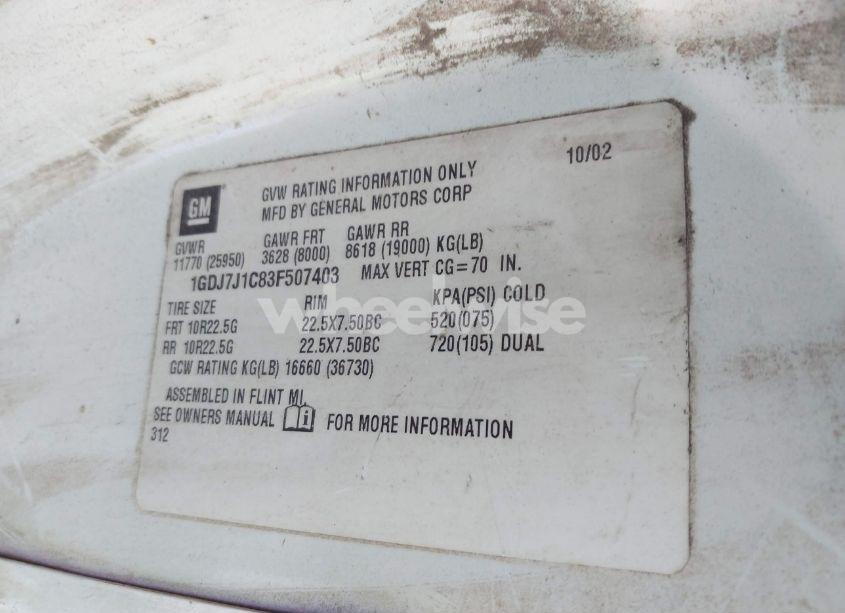 GM
GVW RATING INFORMATION ONLY 10/02
MFD BY GENERAL MOTORS CORP
GVWR GAWR FRT GAWR RR
11770 (25950) 3628 (8000) 8618 (19000) KG(LB)
1GDJ7J1C83F507403 MAX VERT CG=70 IN.
TIRE SIZE RIM KPA(PSI) COLD
FRT 10R22.5G 22.5X7.50BC 520(075)
RR 10R22.5G 22.5X7.50BC 720(105) DUAL
GCW RATING KG(LB) 16660 (36730)
ASSEMBLED IN FLINT MI.
SEE OWNERS MANUAL i FOR MORE INFORMATION
312
wheelwise